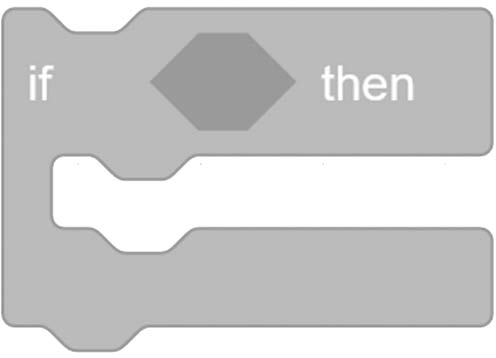 if then